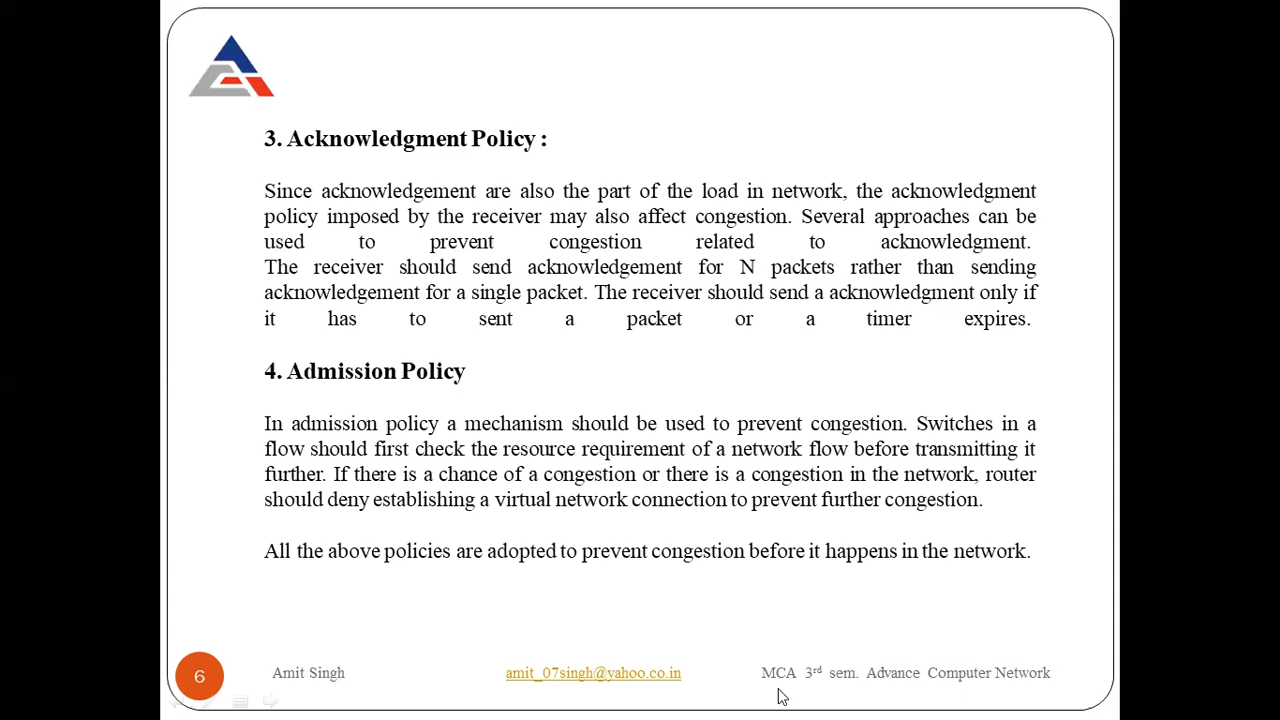 3. Acknowledgment Policy :
Since acknowledgement are also the part of the load in network, the acknowledgment
policy imposed by the receiver may also affect congestion. Several approaches can be
used to prevent congestion related to acknowledgment.
The receiver should send acknowledgement for N packets rather than sending
acknowledgement for a single packet. The receiver should send a acknowledgment only if
it has to sent a packet or a timer expires.
4. Admission Policy
In admission policy a mechanism should be used to prevent congestion. Switches in a
flow should first check the resource requirement of a network flow before transmitting it
further. If there is a chance of a congestion or there is a congestion in the network, router
should deny establishing a virtual network connection to prevent further congestion.
All the above policies are adopted to prevent congestion before it happens in the network.
6 Amit Singh amit_07singh@yahoo.co.in MCA 3rd sem. Advance Computer Network